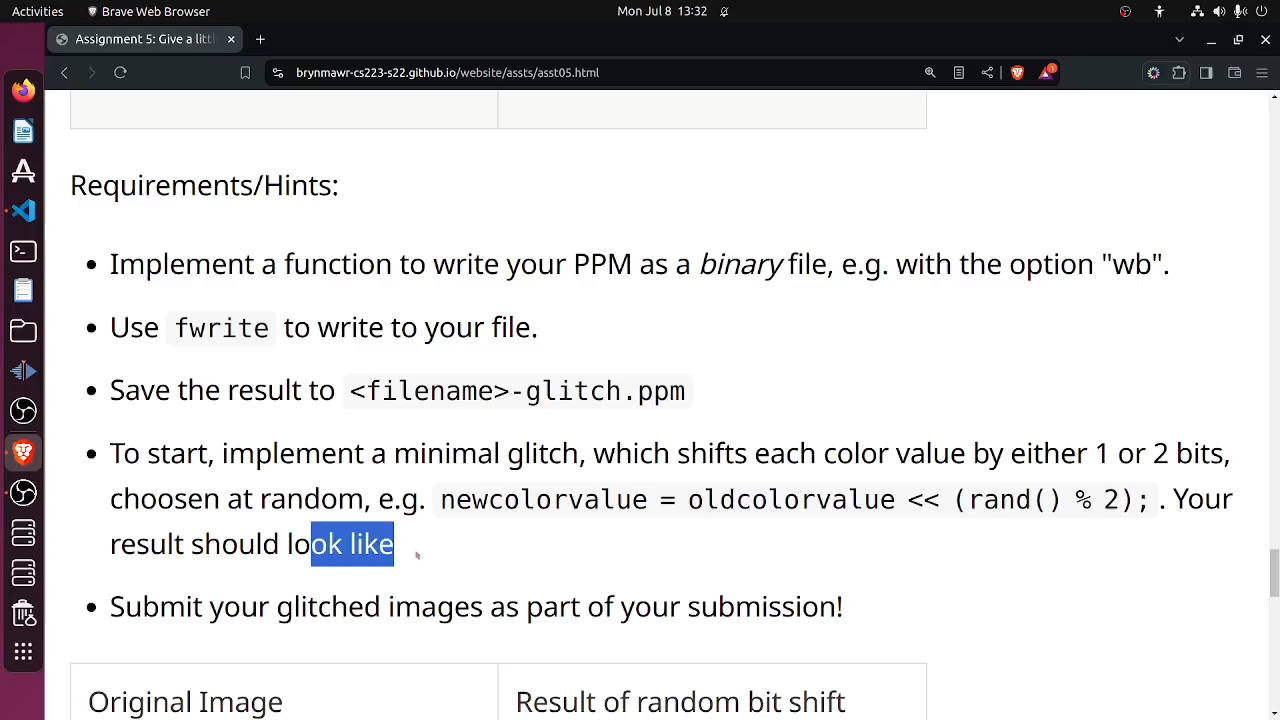 Activities Brave Web Browser Mon Jul 8 13:32
Assignment 5: Give a littl
brynmawr-cs223-s22.github.io/website/assts/asst05.html 1
Requirements/Hints:
• Implement a function to write your PPM as a binary file, e.g. with the option "wb".
• Use fwrite to write to your file.
• Save the result to <filename>-glitch.ppm
• To start, implement a minimal glitch, which shifts each color value by either 1 or 2 bits,
choosen at random, e.g. newcolorvalue = oldcolorvalue << (rand() % 2); . Your
result should look like
• Submit your glitched images as part of your submission!
Original Image Result of random bit shift